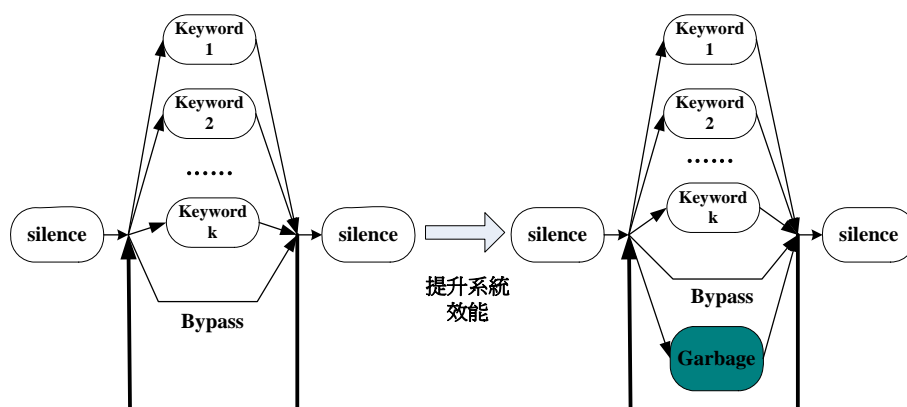 Keyword
1
Keyword
2
......
Keyword
k
silence
silence
Bypass
提升系統
效能
Keyword
1
Keyword
2
......
Keyword
k
silence
silence
Bypass
Garbage